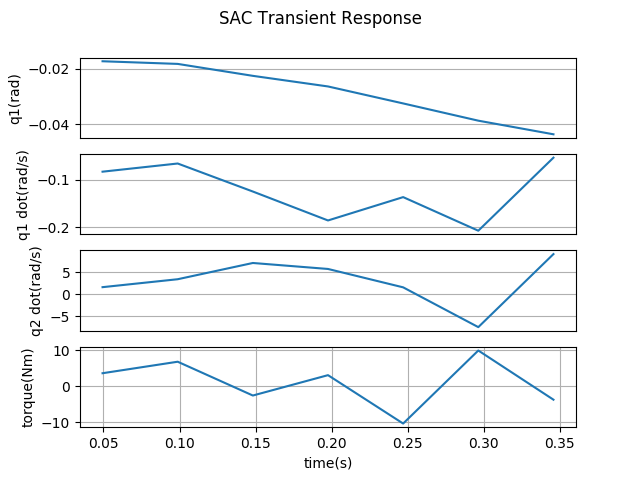 SAC Transient Response
−0.02
−0.04
q1(rad)
−0.1
−0.2
q1 dot(rad/s)
5
0
−5
q2 dot(rad/s)
10
0
−10
torque(Nm)
0.05 0.10 0.15 0.20 0.25 0.30 0.35
time(s)